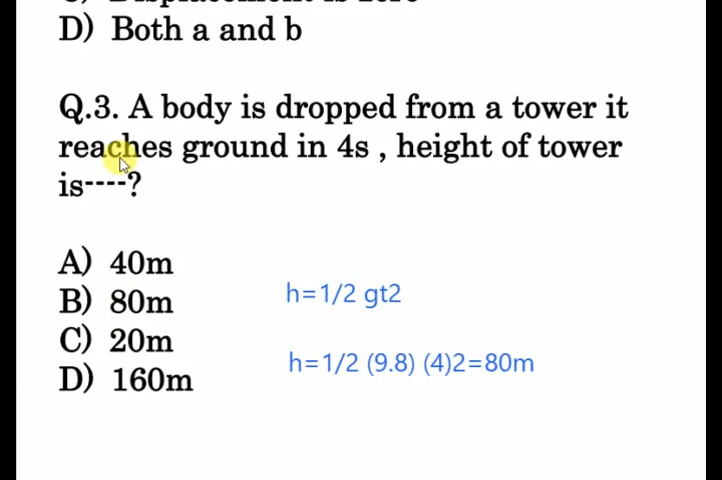 D) Both a and b
Q.3. A body is dropped from a tower it
reaches ground in 4s , height of tower
is----?
A) 40m
B) 80m
C) 20m
D) 160m
h=1/2 gt2
h=1/2 (9.8) (4)2=80m